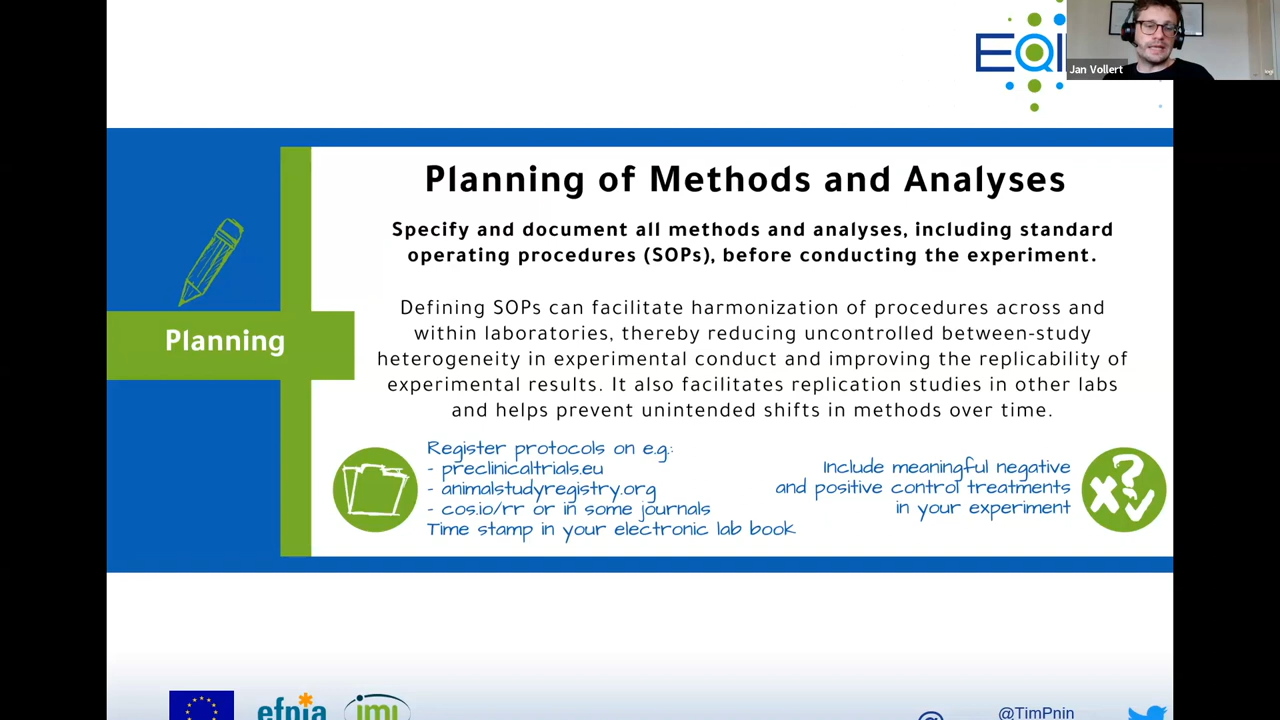 EQI
Jan Vollert
Planning of Methods and Analyses
Specify and document all methods and analyses, including standard
operating procedures (SOPs), before conducting the experiment.
Planning
Defining SOPs can facilitate harmonization of procedures across and
within laboratories, thereby reducing uncontrolled between-study
heterogeneity in experimental conduct and improving the replicability of
experimental results. It also facilitates replication studies in other labs
and helps prevent unintended shifts in methods over time.
Register protocols on e.g.:
- preclinicaltrials.eu
- animalstudyregistry.org
- cos.io/rr or in some journals
Time stamp in your electronic lab book
Include meaningful negative
and positive control treatments
in your experiment
efpia
imi
@
@TimPnin